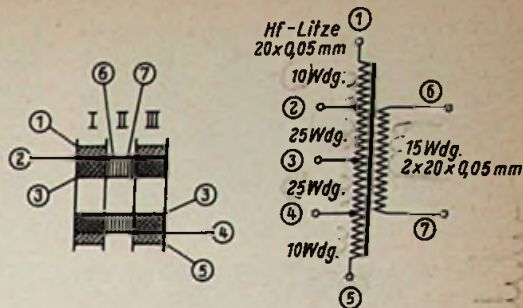 ⑥ ⑦
I II III
①
②
③
③
④
⑤
①
Hf-Litze
20x0,05 mm
10Wdg.
②
⑥
25Wdg.
15Wdg.
2x20x0,05mm
③
25Wdg.
④
⑦
10Wdg.
⑤